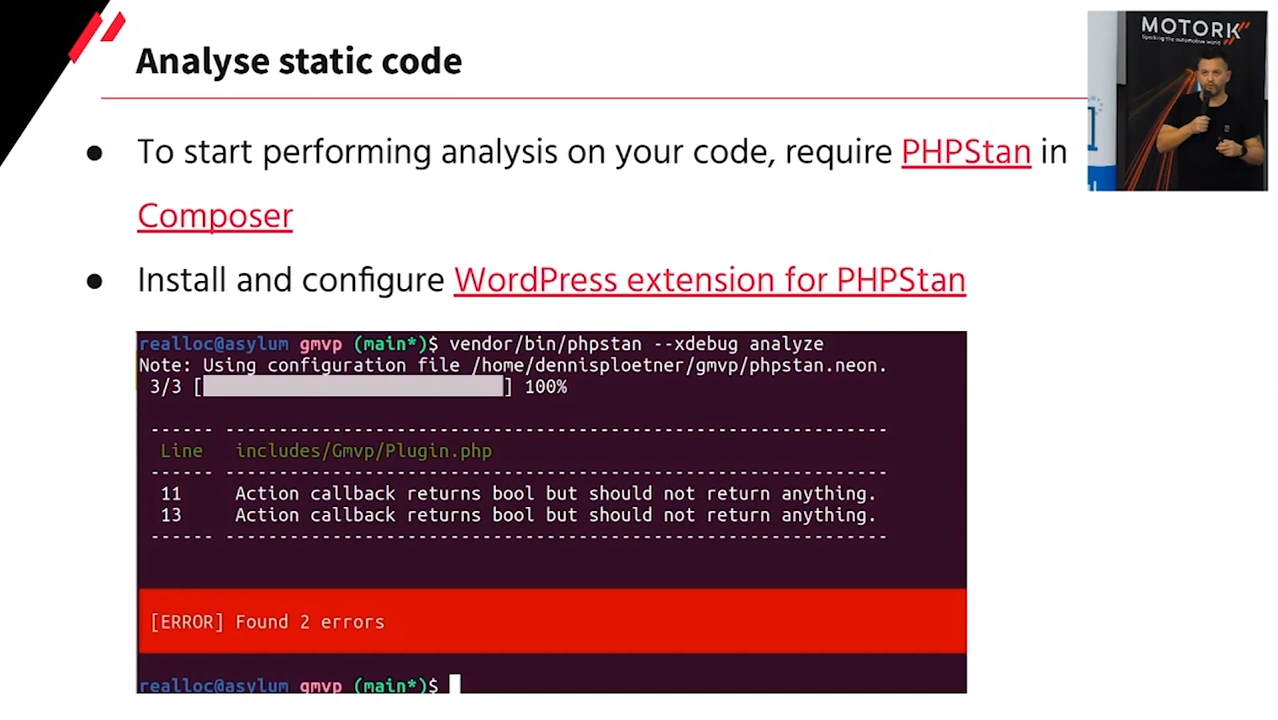 Analyse static code
MOTORK
Sparking the automotive world
● To start performing analysis on your code, require PHPStan in
Composer
● Install and configure WordPress extension for PHPStan
realloc@asylum gmvp (main*)$ vendor/bin/phpstan --xdebug analyze
Note: Using configuration file /home/dennisploetner/gmvp/phpstan.neon.
3/3 [                            ] 100%
------ -------------------------------------------------------------
Line   includes/Gmvp/Plugin.php
------ -------------------------------------------------------------
11     Action callback returns bool but should not return anything.
13     Action callback returns bool but should not return anything.
------ -------------------------------------------------------------
[ERROR] Found 2 errors
realloc@asylum gmvp (main*)$